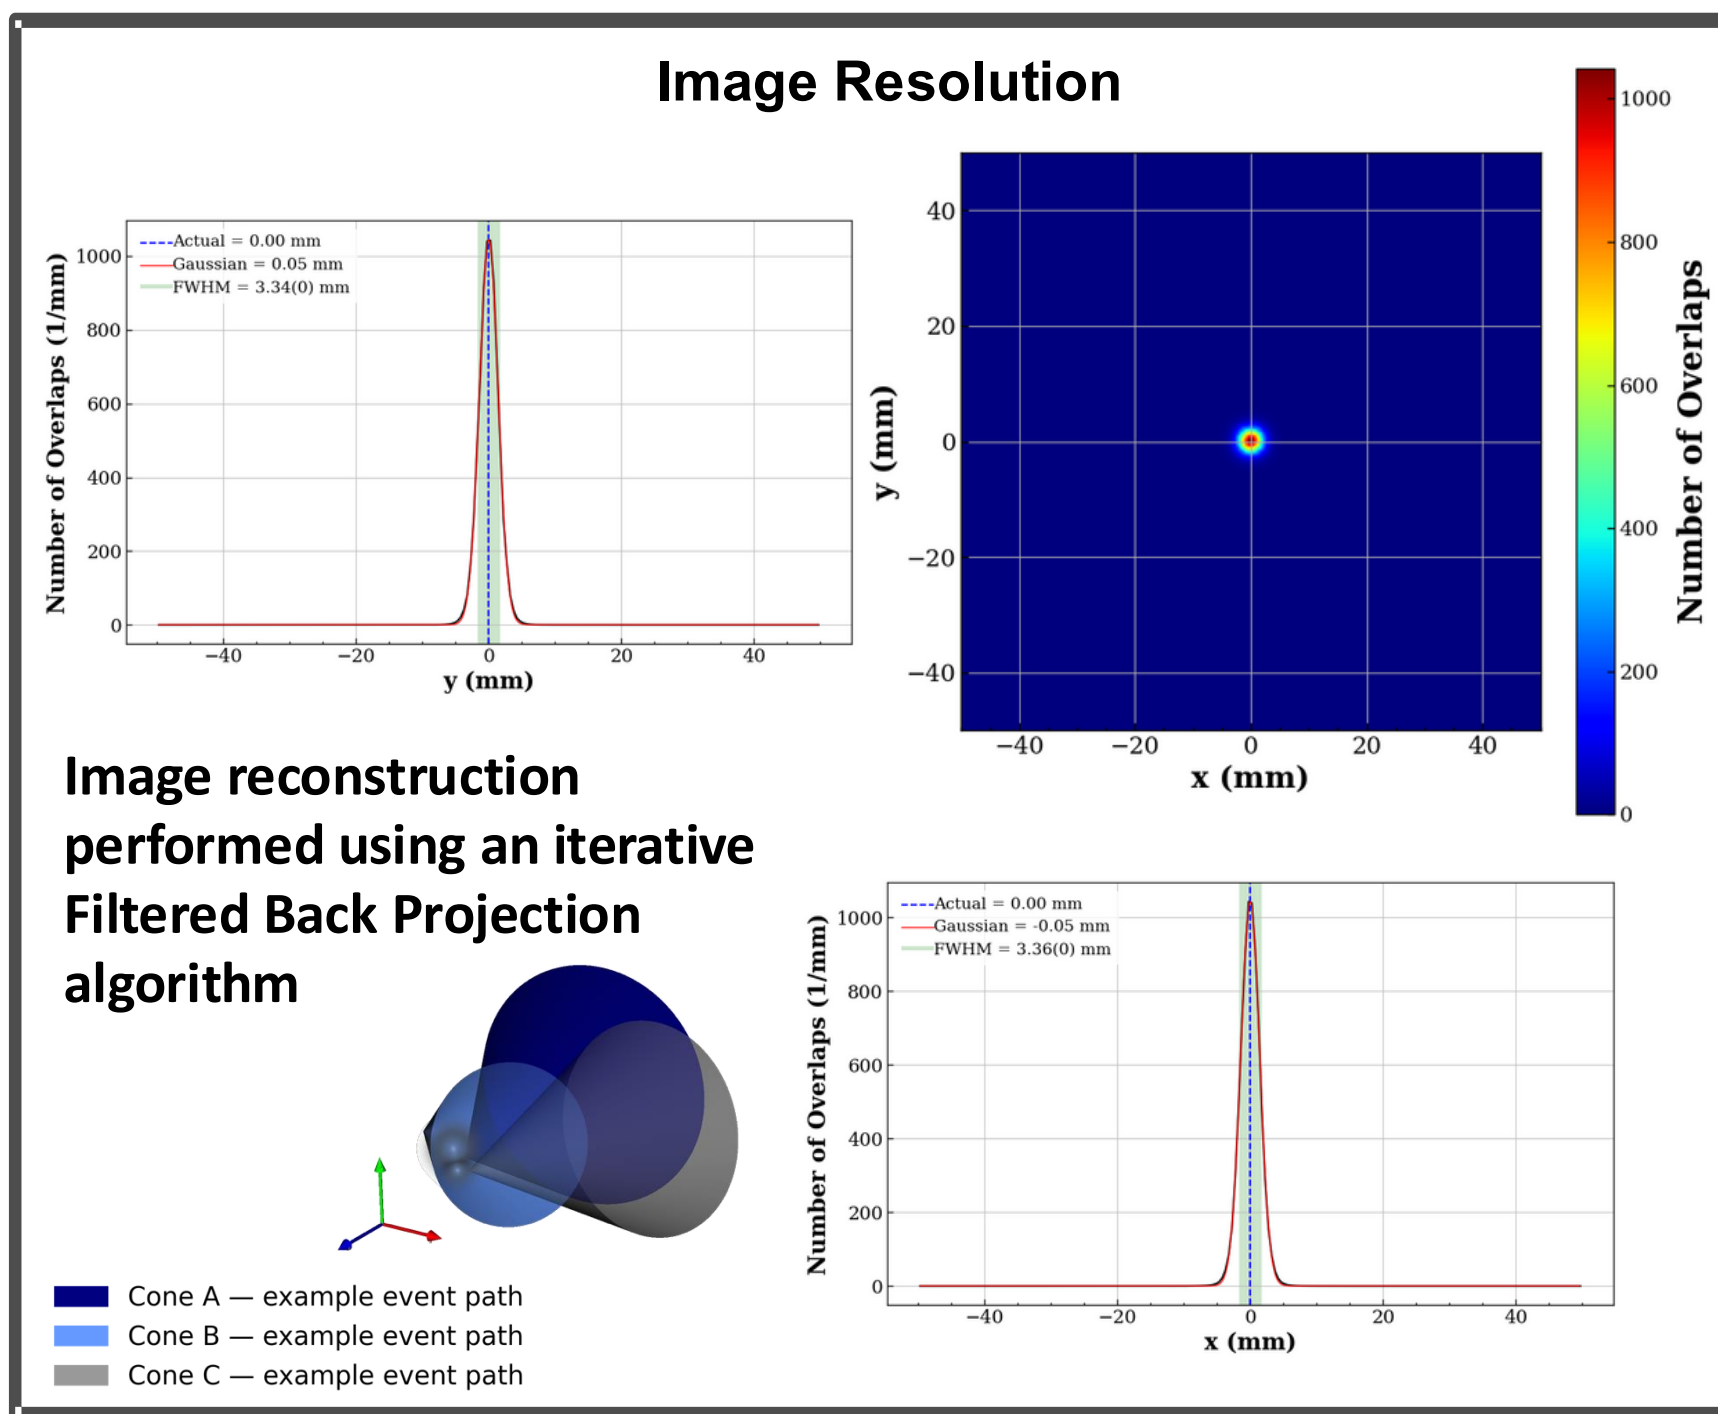 Image Resolution
Actual = 0.00 mm
Gaussian = 0.05 mm
FWHM = 3.34(0) mm
Number of Overlaps (1/mm)
1000
800
600
400
200
0
−40
−20
0
20
40
y (mm)
y (mm)
40
20
0
−20
−40
−40
−20
0
20
40
x (mm)
1000
800
600
400
200
0
Number of Overlaps
Image reconstruction
performed using an iterative
Filtered Back Projection
algorithm
Cone A — example event path
Cone B — example event path
Cone C — example event path
Actual = 0.00 mm
Gaussian = -0.05 mm
FWHM = 3.36(0) mm
Number of Overlaps (1/mm)
1000
800
600
400
200
0
−40
−20
0
20
40
x (mm)